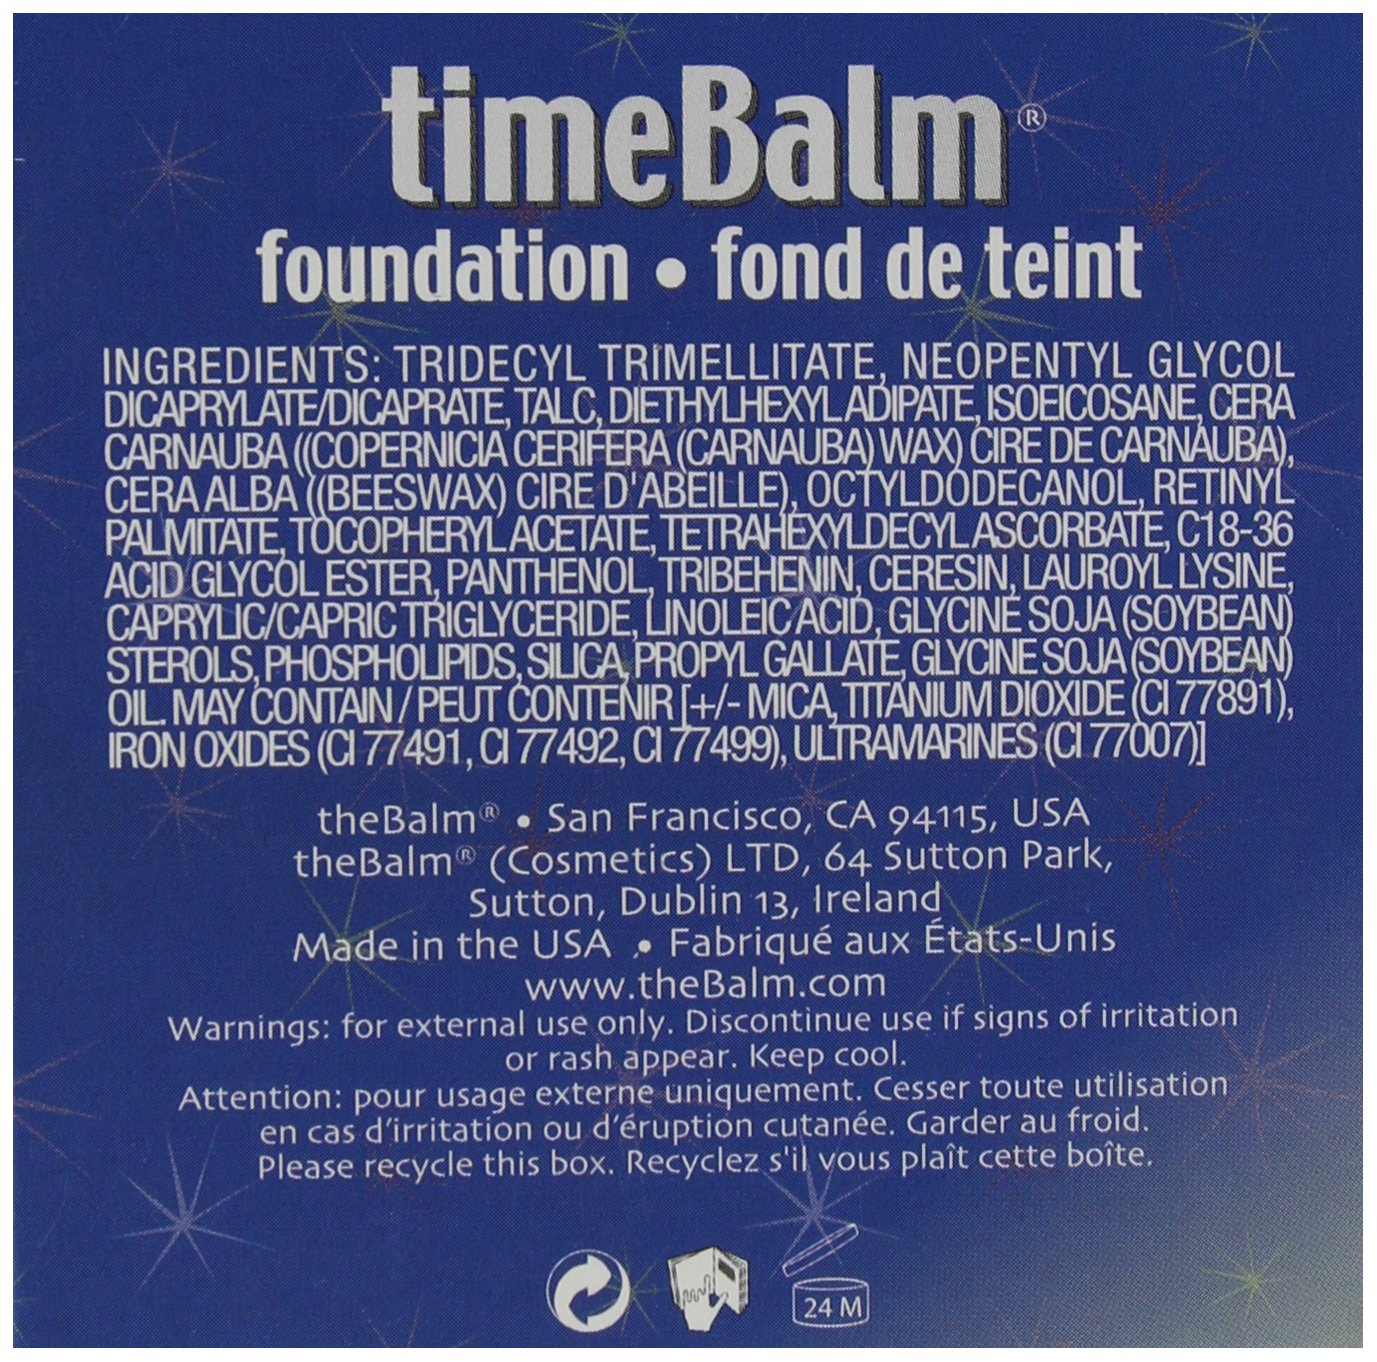 timeBalm®
foundation • fond de teint
INGREDIENTS: TRIDECYL TRIMELLITATE, NEOPENTYL GLYCOL
DICAPRYLATE/DICAPRATE, TALC, DIETHYLHEXYL ADIPATE, ISOEICOSANE, CERA
CARNAUBA ((COPERNICIA CERIFERA (CARNAUBA) WAX) CIRE DE CARNAUBA),
CERA ALBA ((BEESWAX) CIRE D'ABEILLE), OCTYLDODECANOL, RETINYL
PALMITATE, TOCOPHERYL ACETATE, TETRAHEXYLDECYL ASCORBATE, C18-36
ACID GLYCOL ESTER, PANTHENOL, TRIBEHENIN, CERESIN, LAUROYL LYSINE,
CAPRYLIC/CAPRIC TRIGLYCERIDE, LINOLEIC ACID, GLYCINE SOJA (SOYBEAN)
STEROLS, PHOSPHOLIPIDS, SILICA, PROPYL GALLATE, GLYCINE SOJA (SOYBEAN)
OIL. MAY CONTAIN / PEUT CONTENIR [+/- MICA, TITANIUM DIOXIDE (CI 77891),
IRON OXIDES (CI 77491, CI 77492, CI 77499), ULTRAMARINES (CI 77007)]
theBalm® • San Francisco, CA 94115, USA
theBalm® (Cosmetics) LTD, 64 Sutton Park,
Sutton, Dublin 13, Ireland
Made in the USA • Fabriqué aux États-Unis
www.theBalm.com
Warnings: for external use only. Discontinue use if signs of irritation
or rash appear. Keep cool.
Attention: pour usage externe uniquement. Cesser toute utilisation
en cas d’irritation ou d’éruption cutanée. Garder au froid.
Please recycle this box. Recyclez s'il vous plaît cette boîte.
24 M